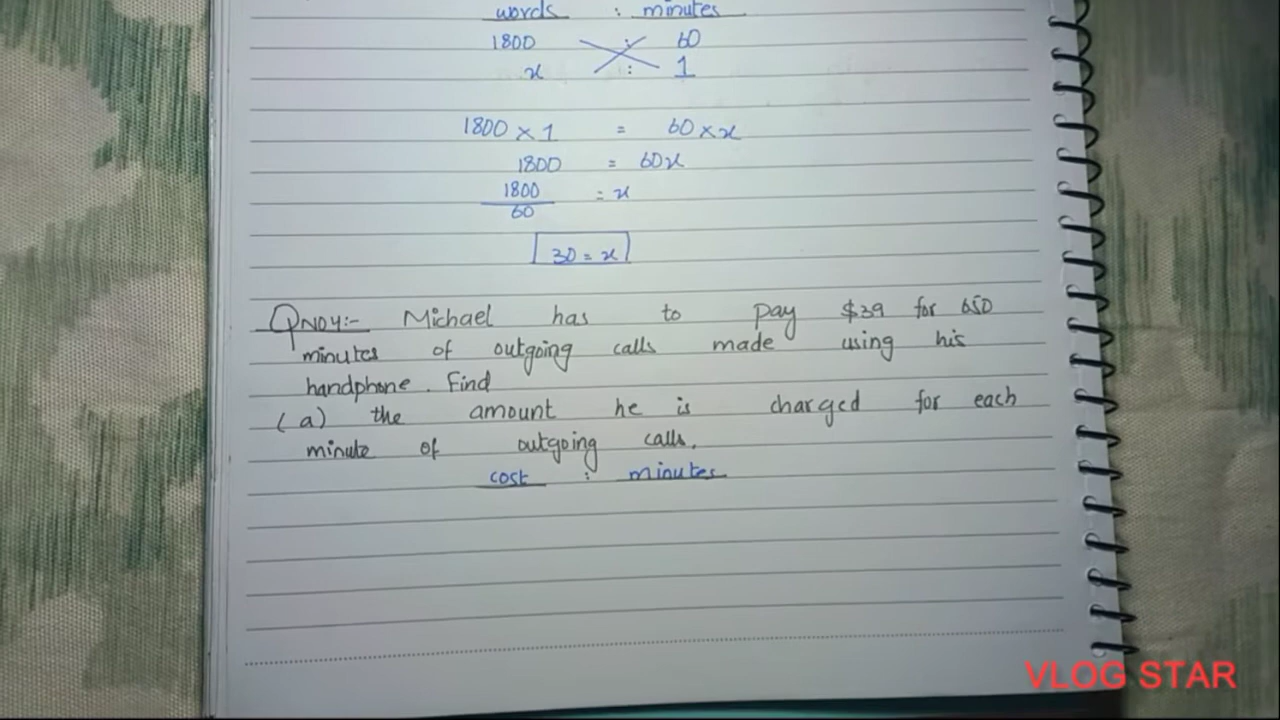 words : minutes
1800 : 60
x : 1
1800 × 1 = 60 × x
1800 = 60x
1800 = x
60
30 = x
QNO4:- Michael has to pay $39 for 650
minutes of outgoing calls made using his
handphone. Find
(a) the amount he is charged for each
minute of outgoing calls.
cost : minutes
VLOG STAR